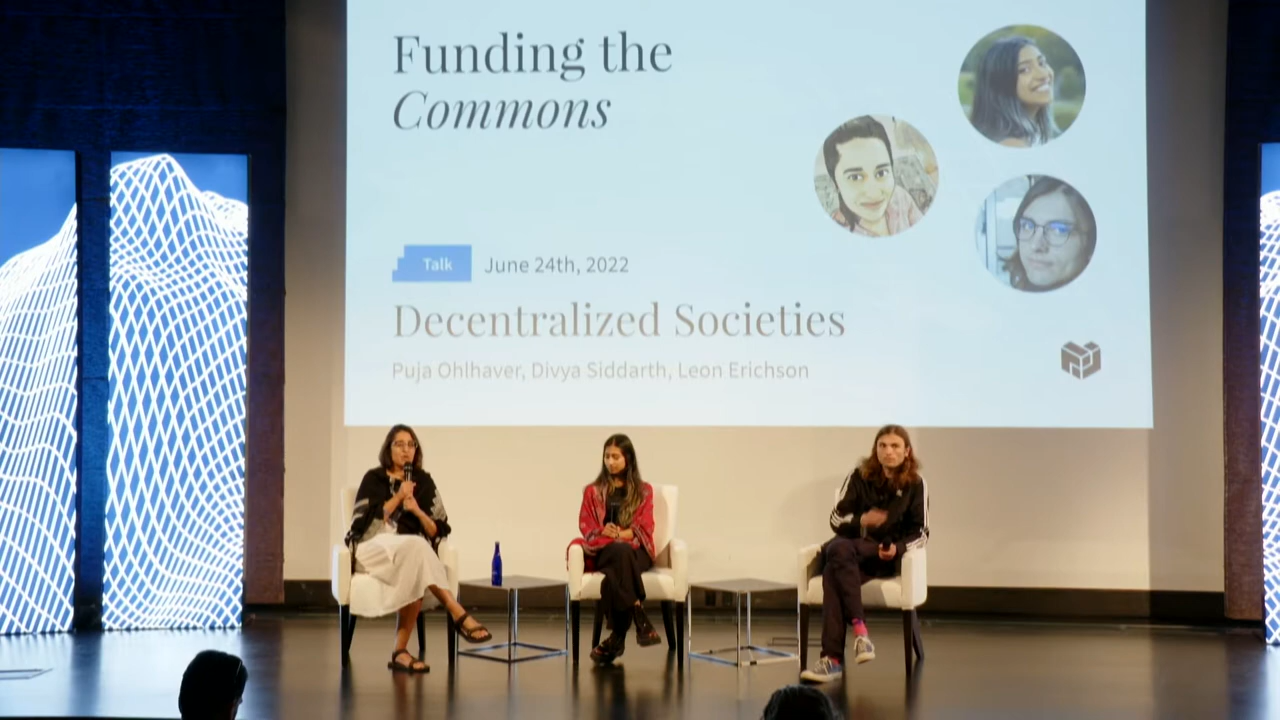 Funding the
Commons
Talk
June 24th, 2022
Decentralized Societies
Puja Ohlhaver, Divya Siddarth, Leon Erichson